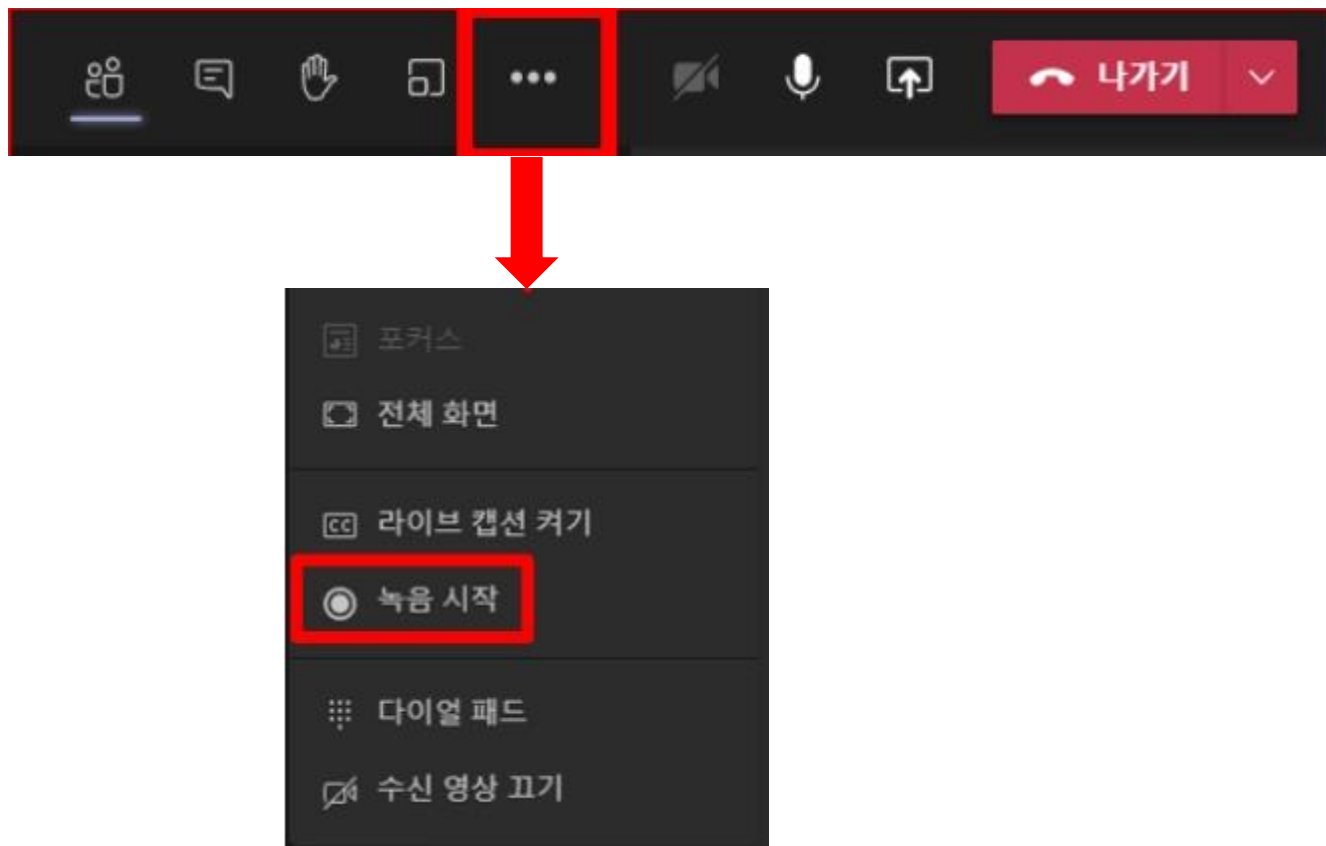 나가기
포커스
전체 화면
CC 라이브 캡션 켜기
녹음 시작
다이얼 패드
수신 영상 끄기